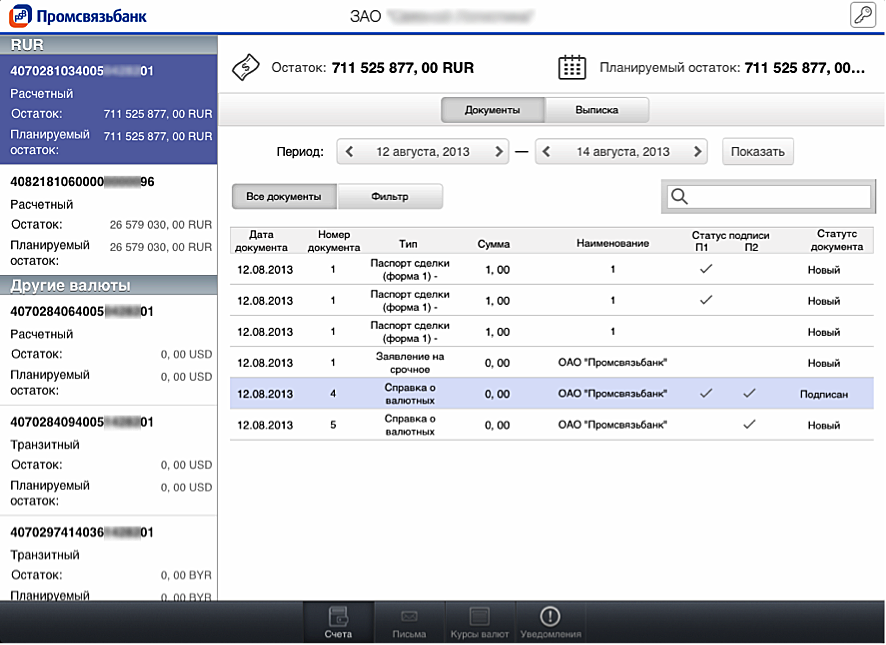 Промсвязьбанк
ЗАО
RUR
4070281034005 01
Расчетный
Остаток: 711 525 877, 00 RUR
Планируемый 711 525 877, 00 RUR
остаток:
4082181060000 96
Расчетный
Остаток: 26 579 030, 00 RUR
Планируемый 26 579 030, 00 RUR
остаток:
Другие валюты
4070284064005 01
Расчетный
Остаток: 0, 00 USD
Планируемый 0, 00 USD
остаток:
4070284094005 01
Транзитный
Остаток: 0, 00 USD
Планируемый 0, 00 USD
остаток:
4070297414036 01
Транзитный
Остаток: 0, 00 BYR
Планируемый 0, 00 BYR
Остаток: 711 525 877, 00 RUR
Планируемый остаток: 711 525 877, 00...
Документы Выписка
Период: 12 августа, 2013 — 14 августа, 2013 Показать
Все документы Фильтр
Дата Номер Статус подписи Статутс
документа документа Тип Сумма Наименование П1 П2 документа
Паспорт сделки
12.08.2013 1 1, 00 1 Новый
(форма 1) -
Паспорт сделки
12.08.2013 1 1, 00 1 Новый
(форма 1) -
Паспорт сделки
12.08.2013 1 1, 00 1 Новый
(форма 1) -
Заявление на
12.08.2013 1 0, 00 ОАО "Промсвязьбанк" Новый
срочное
Справка о
12.08.2013 4 0, 00 ОАО "Промсвязьбанк" Подписан
валютных
Справка о
12.08.2013 5 0, 00 ОАО "Промсвязьбанк" Новый
валютных
Счета Письма Курсы валют Уведомления